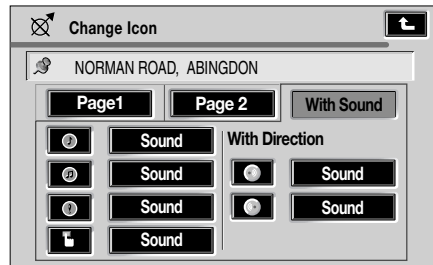 Change Icon
NORMAN ROAD, ABINGDON
Page1 Page 2 With Sound
Sound With Direction
Sound Sound
Sound Sound
Sound